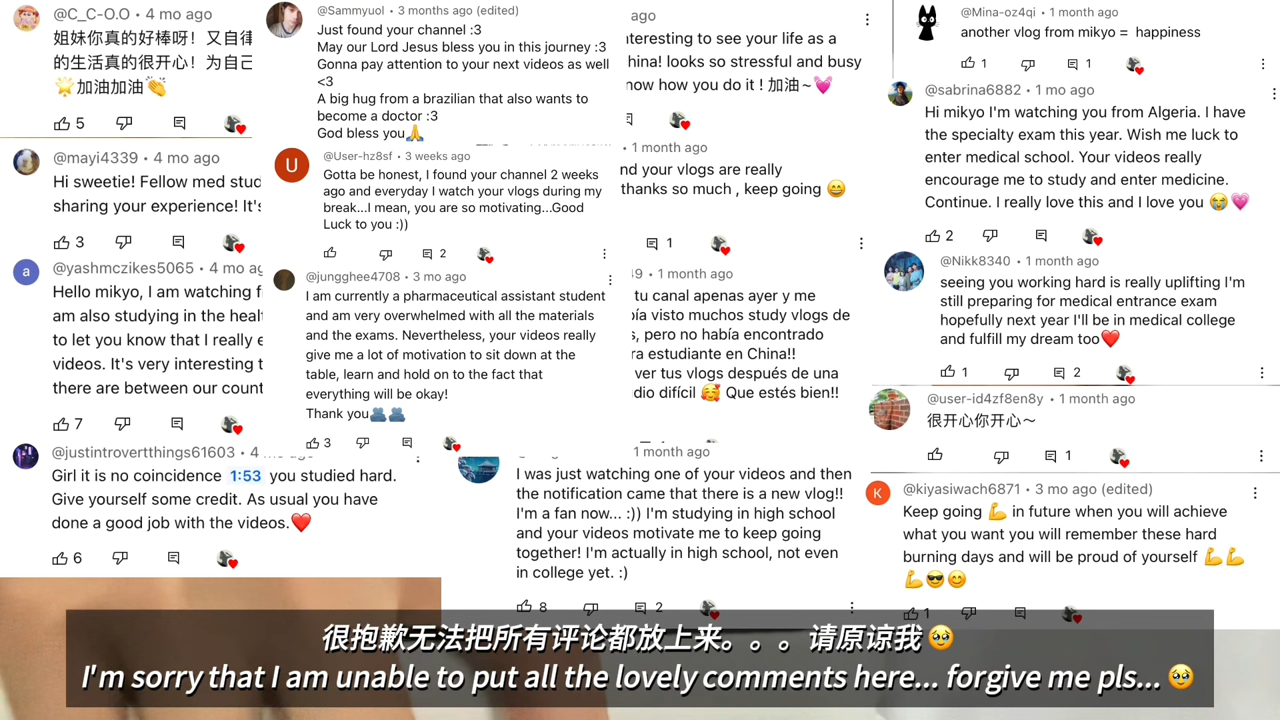 @C_C-O.O • 4 mo ago
姐妹你真的好棒呀！又自律
的生活真的很开心！为自己
🌟加油加油👏
5
@mayi4339 • 4 mo ago
Hi sweetie! Fellow med stud
sharing your experience! It's
3
a
@yashmczikes5065 • 4 mo ag
Hello mikyo, I am watching f
am also studying in the healt
to let you know that I really e
videos. It's very interesting t
there are between our count
7
@justintrovertthings61603 • 4
Girl it is no coincidence 1:53 you studied hard.
Give yourself some credit. As usual you have
done a good job with the videos.❤️
6
@Sammyuol • 3 months ago (edited)
Just found your channel :3
May our Lord Jesus bless you in this journey :3
Gonna pay attention to your next videos as well
<3
A big hug from a brazilian that also wants to
become a doctor :3
God bless you🙏
U
@User-hz8sf • 3 weeks ago
Gotta be honest, I found your channel 2 weeks
ago and everyday I watch your vlogs during my
break...I mean, you are so motivating...Good
Luck to you :))
2
@jungghee4708 • 3 mo ago
I am currently a pharmaceutical assistant student
and am very overwhelmed with all the materials
and the exams. Nevertheless, your videos really
give me a lot of motivation to sit down at the
table, learn and hold on to the fact that
everything will be okay!
Thank you🫂🫂
3
ago
nteresting to see your life as a
hina! looks so stressful and busy
now how you do it ! 加油~💓
• 1 month ago
nd your vlogs are really
thanks so much , keep going 😄
1
49 • 1 month ago
tu canal apenas ayer y me
ía visto muchos study vlogs de
s, pero no había encontrado
ra estudiante en China!!
ver tus vlogs después de una
dio difícil 🥰 Que estés bien!!
1 month ago
I was just watching one of your videos and then
the notification came that there is a new vlog!!
I'm a fan now... :)) I'm studying in high school
and your videos motivate me to keep going
together! I'm actually in high school, not even
in college yet. :)
8 2
@Mina-oz4qi • 1 month ago
another vlog from mikyo = happiness
1 1
@sabrina6882 • 1 mo ago
Hi mikyo I'm watching you from Algeria. I have
the specialty exam this year. Wish me luck to
enter medical school. Your videos really
encourage me to study and enter medicine.
Continue. I really love this and I love you 😭💗
2
@Nikk8340 • 1 month ago
seeing you working hard is really uplifting I'm
still preparing for medical entrance exam
hopefully next year I'll be in medical college
and fulfill my dream too❤️
1 2
@user-id4zf8en8y • 1 month ago
很开心你开心～
1
K
@kiyasiwach6871 • 3 mo ago (edited)
Keep going 💪 in future when you will achieve
what you want you will remember these hard
burning days and will be proud of yourself 💪💪
💪😎😊
1
很抱歉无法把所有评论都放上来。。。请原谅我🥹
I'm sorry that I am unable to put all the lovely comments here... forgive me pls...🥹